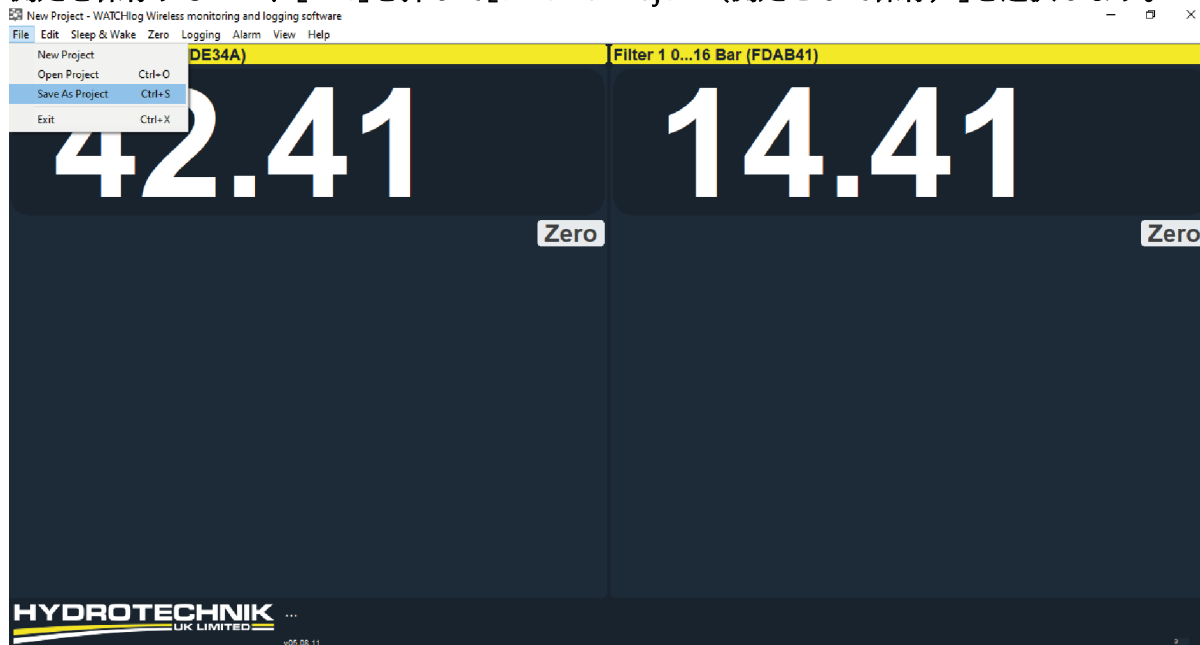 New Project - WATCHlog Wireless monitoring and logging software
File Edit Sleep & Wake Zero Logging Alarm View Help
New Project
Open Project Ctrl+O
Save As Project Ctrl+S
Exit Ctrl+X
DE34A)
42.41
Zero
Filter 1 0...16 Bar (FDAB41)
14.41
Zero
HYDROTECHNIK
UK LIMITED
...
v05.08.11